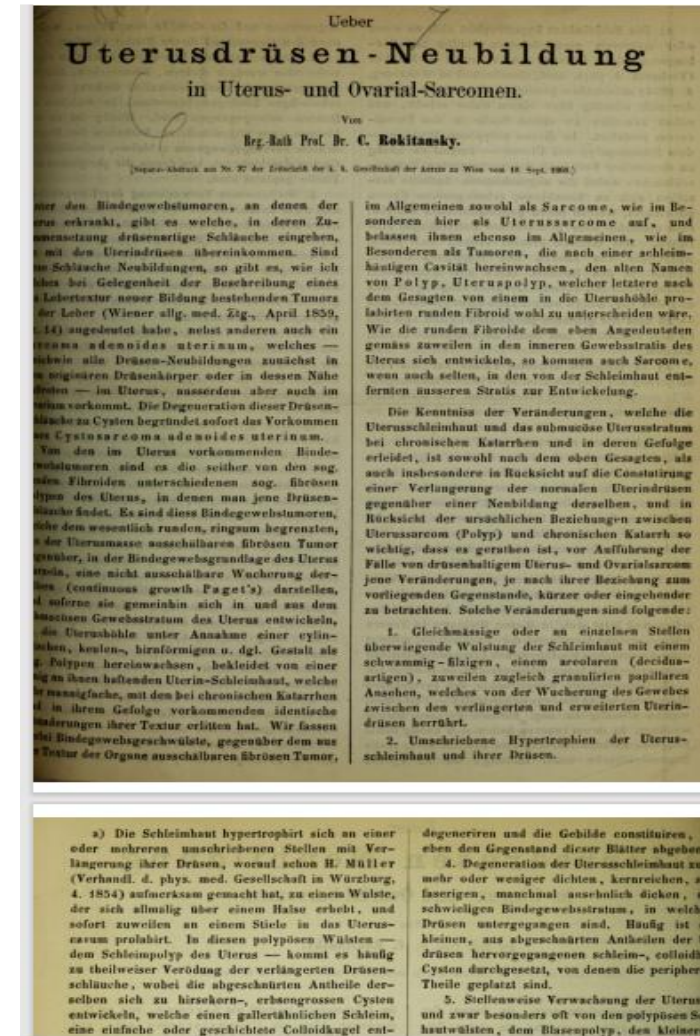 Ueber
Uterusdrüsen-Neubildung
in Uterus- und Ovarial-Sarcomen.
Von
Reg.-Rath Prof. Dr. C. Rokitansky.
[Separat-Abdruck aus Nr. 37 der Zeitschrift der k. k. Gesellschaft der Aerzte zu Wien vom 10. Sept. 1860.]
den Bindegewebstumoren, an denen der
erkrankt, gibt es welche, in deren Zu-
drüsenartige Schläuche eingehen,
mit den Uterindrüsen übereinkommen. Sind
Schläuche Neubildungen, so gibt es, wie ich
bei Gelegenheit der Beschreibung eines
Lebertextur neuer Bildung bestehenden Tumors
der Leber (Wiener allg. med. Ztg., April 1859,
14) angedeutet habe, nebst anderen auch ein
adenoides uterinum, welches —
alle Drüsen-Neubildungen zunächst in
originären Drüsenkörper oder in dessen Nähe
— im Uterus, ausserdem aber auch im
vorkommt. Die Degeneration dieser Drüsen-
zu Cysten begründet sofort das Vorkommen
Cystosarcoma adenoides uterinum.
Von den im Uterus vorkommenden Binde-
sind es die seither von den sog.
Fibroiden unterschiedenen sog. fibrösen
des Uterus, in denen man jene Drüsen-
findet. Es sind diess Bindegewebstumoren,
dem wesentlich runden, ringsum begrenzten,
der Uterusmasse ausschälbaren fibrösen Tumor
in der Bindegewebsgrundlage des Uterus
eine nicht ausschälbare Wucherung der-
(continuous growth Paget's) darstellen,
soferne sie gemeinhin sich in und aus dem
Gewebsstratum des Uterus entwickeln,
die Uterushöhle unter Annahme einer cylin-
keulen-, birnförmigen u. dgl. Gestalt als
Polypen hereinwachsen, bekleidet von einer
an ihnen haftenden Uterin-Schleimhaut, welche
mannigfache, mit den bei chronischen Katarrhen
in ihrem Gefolge vorkommenden identische
ihrer Textur erlitten hat. Wir fassen
Bindegewebsgeschwülste, gegenüber dem aus
Textur der Organe ausschälbaren fibrösen Tumor,
im Allgemeinen sowohl als Sarcome, wie im Be-
sonderen hier als Uterussarcome auf, und
belassen ihnen ebenso im Allgemeinen, wie im
Besonderen als Tumoren, die nach einer schleim-
häutigen Cavität hereinwachsen, den alten Namen
von Polyp, Uteruspolyp, welcher letztere nach
dem Gesagten von einem in die Uterushöhle pro-
labirten runden Fibroid wohl zu unterscheiden wäre.
Wie die runden Fibroide dem eben Angedeuteten
gemäss zuweilen in den inneren Gewebsstratis des
Uterus sich entwickeln, so kommen auch Sarcome,
wenn auch selten, in den von der Schleimhaut ent-
fernten äusseren Stratis zur Entwickelung.
Die Kenntniss der Veränderungen, welche die
Uterusschleimhaut und das submucöse Uterusstratum
bei chronischen Katarrhen und in deren Gefolge
erleidet, ist sowohl nach dem oben Gesagten, als
auch insbesondere in Rücksicht auf die Constatirung
einer Verlängerung der normalen Uterindrüsen
gegenüber einer Neubildung derselben, und in
Rücksicht der ursächlichen Beziehungen zwischen
Uterussarcom (Polyp) und chronischen Katarrh so
wichtig, dass es gerathen ist, vor Aufführung der
Fälle von drüsenhaltigem Uterus- und Ovarialsarcom
jene Veränderungen, je nach ihrer Beziehung zum
vorliegenden Gegenstande, kürzer oder eingehender
zu betrachten. Solche Veränderungen sind folgende:
1. Gleichmässige oder an einzelnen Stellen
überwiegende Wulstung der Schleimhaut mit einem
schwammig-filzigen, einem areolaren (decidua-
artigen), zuweilen zugleich granulirten papillaren
Ansehen, welches von der Wucherung des Gewebes
zwischen den verlängerten und erweiterten Uterin-
drüsen herrührt.
2. Umschriebene Hypertrophien der Uterus-
schleimhaut und ihrer Drüsen.
a) Die Schleimhaut hypertrophirt sich an einer
oder mehreren umschriebenen Stellen mit Ver-
längerung ihrer Drüsen, worauf schon H. Müller
(Verhandl. d. phys. med. Gesellschaft in Würzburg,
4. 1854) aufmerksam gemacht hat, zu einem Wulste,
der sich allmälig über einem Halse erhebt, und
sofort zuweilen an einem Stiele in das Uterus-
cavum prolabirt. In diesen polypösen Wülsten —
dem Schleimpolyp des Uterus — kommt es häufig
zu theilweiser Verödung der verlängerten Drüsen-
schläuche, wobei die abgeschnürten Antheile der-
selben sich zu hirsekorn-, erbsengrossen Cysten
entwickeln, welche einen gallertähnlichen Schleim,
eine einfache oder geschichtete Colloidkugel ent-
degeneriren und die Gebilde constituiren,
eben den Gegenstand dieser Blätter
4. Degeneration der Uterusschleimhaut
mehr oder weniger dichten, kernreichen,
faserigen, manchmal ansehnlich dicken,
schwieligen Bindegewebsstratum, in
Drüsen untergegangen sind. Häufig ist
kleinen, aus abgeschnürten Antheilen der
drüsen hervorgegangenen schleim-,
Cysten durchgesetzt, von denen die
Theile geplatzt sind.
5. Stellenweise Verwachsung der
und zwar besonders oft von den polypösen
hautwülsten, dem Blasenpolyp, den